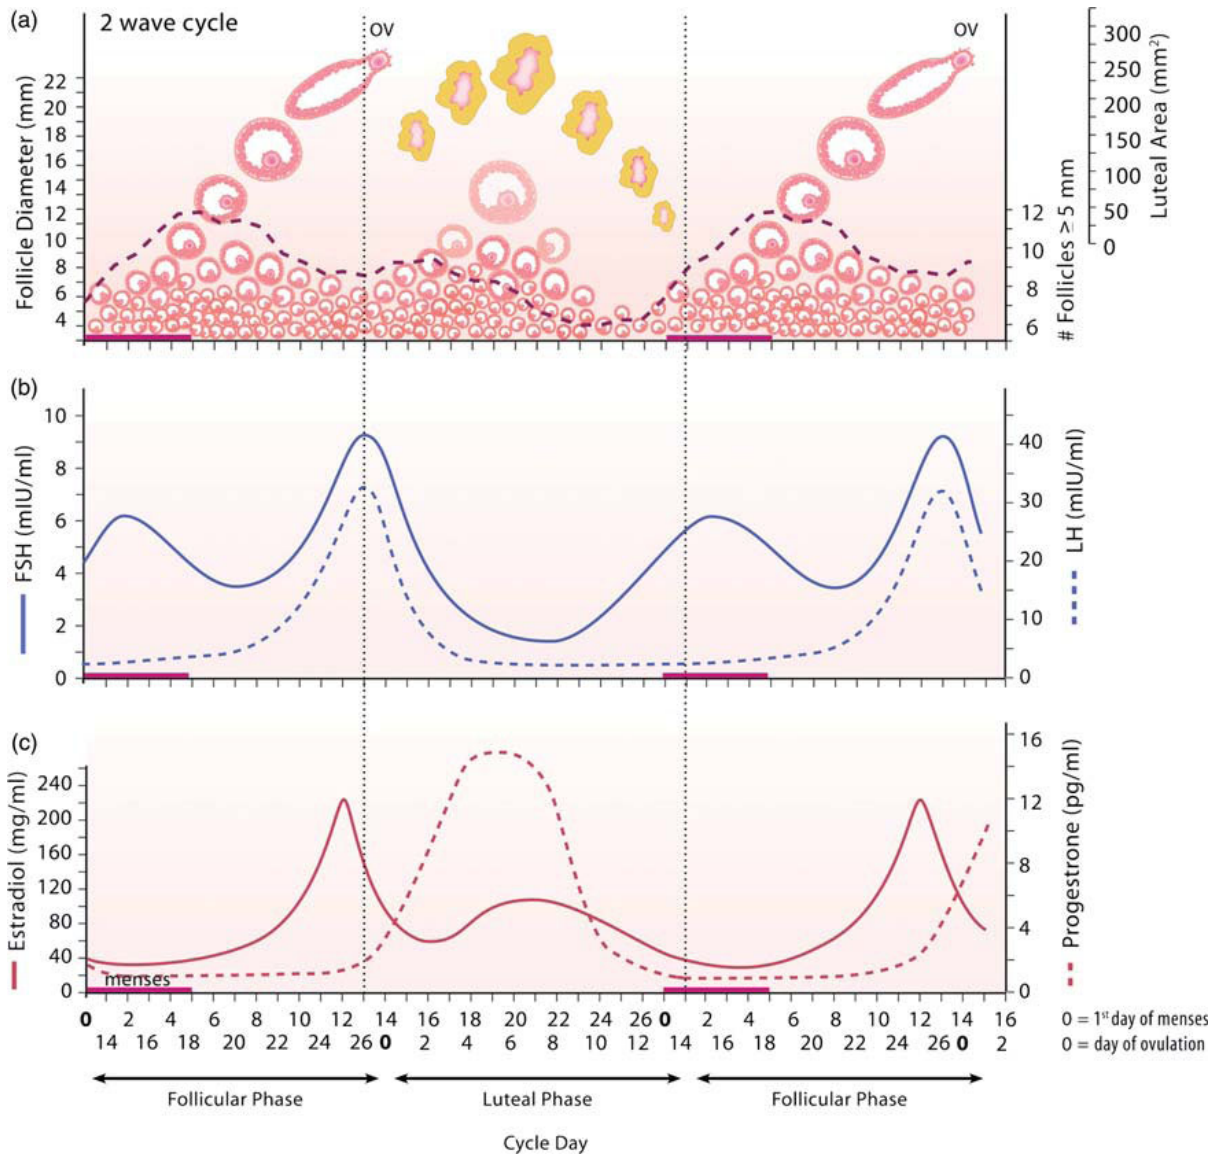 (a)
2 wave cycle
OV
OV
Follicle Diameter (mm)
22
20
18
16
14
12
10
8
6
4
12
10
8
6
# Follicles ≥ 5 mm
300
250
200
150
100
50
0
Luteal Area (mm²)
(b)
FSH (mIU/ml)
10
8
6
4
2
0
40
30
20
10
0
LH (mIU/ml)
(c)
Estradiol (mg/ml)
240
200
160
120
80
40
0
menses
16
12
8
4
0
Progestrone (pg/ml)
0 2 4 6 8 10 12 14 16 18 20 22 24 26 0 2 4 6 8 10 12 14 16
14 16 18 20 22 24 26 0 2 4 6 8 10 12 14 16 18 20 22 24 26 0 2
0 = 1st day of menses
0 = day of ovulation
Follicular Phase
Luteal Phase
Follicular Phase
Cycle Day